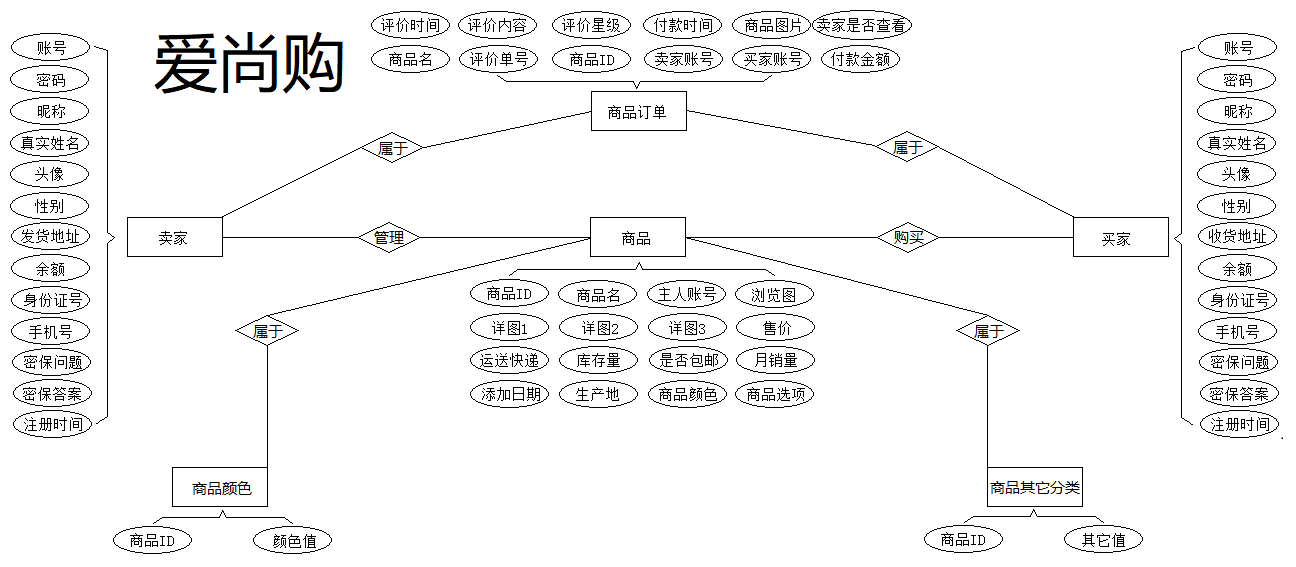 爱尚购
评价时间 评价内容 评价星级 付款时间 商品图片 卖家是否查看
商品名 评价单号 商品ID 卖家账号 买家账号 付款金额
商品订单
属于
属于
账号
密码
昵称
真实姓名
头像
性别
发货地址
余额
身份证号
手机号
密保问题
密保答案
注册时间
卖家
管理
商品
购买
买家
账号
密码
昵称
真实姓名
头像
性别
收货地址
余额
身份证号
手机号
密保问题
密保答案
注册时间
商品ID 商品名 主人账号 浏览图
详图1 详图2 详图3 售价
运送快递 库存量 是否包邮 月销量
添加日期 生产地 商品颜色 商品选项
属于
属于
商品颜色
商品ID 颜色值
商品其它分类
商品ID 其它值